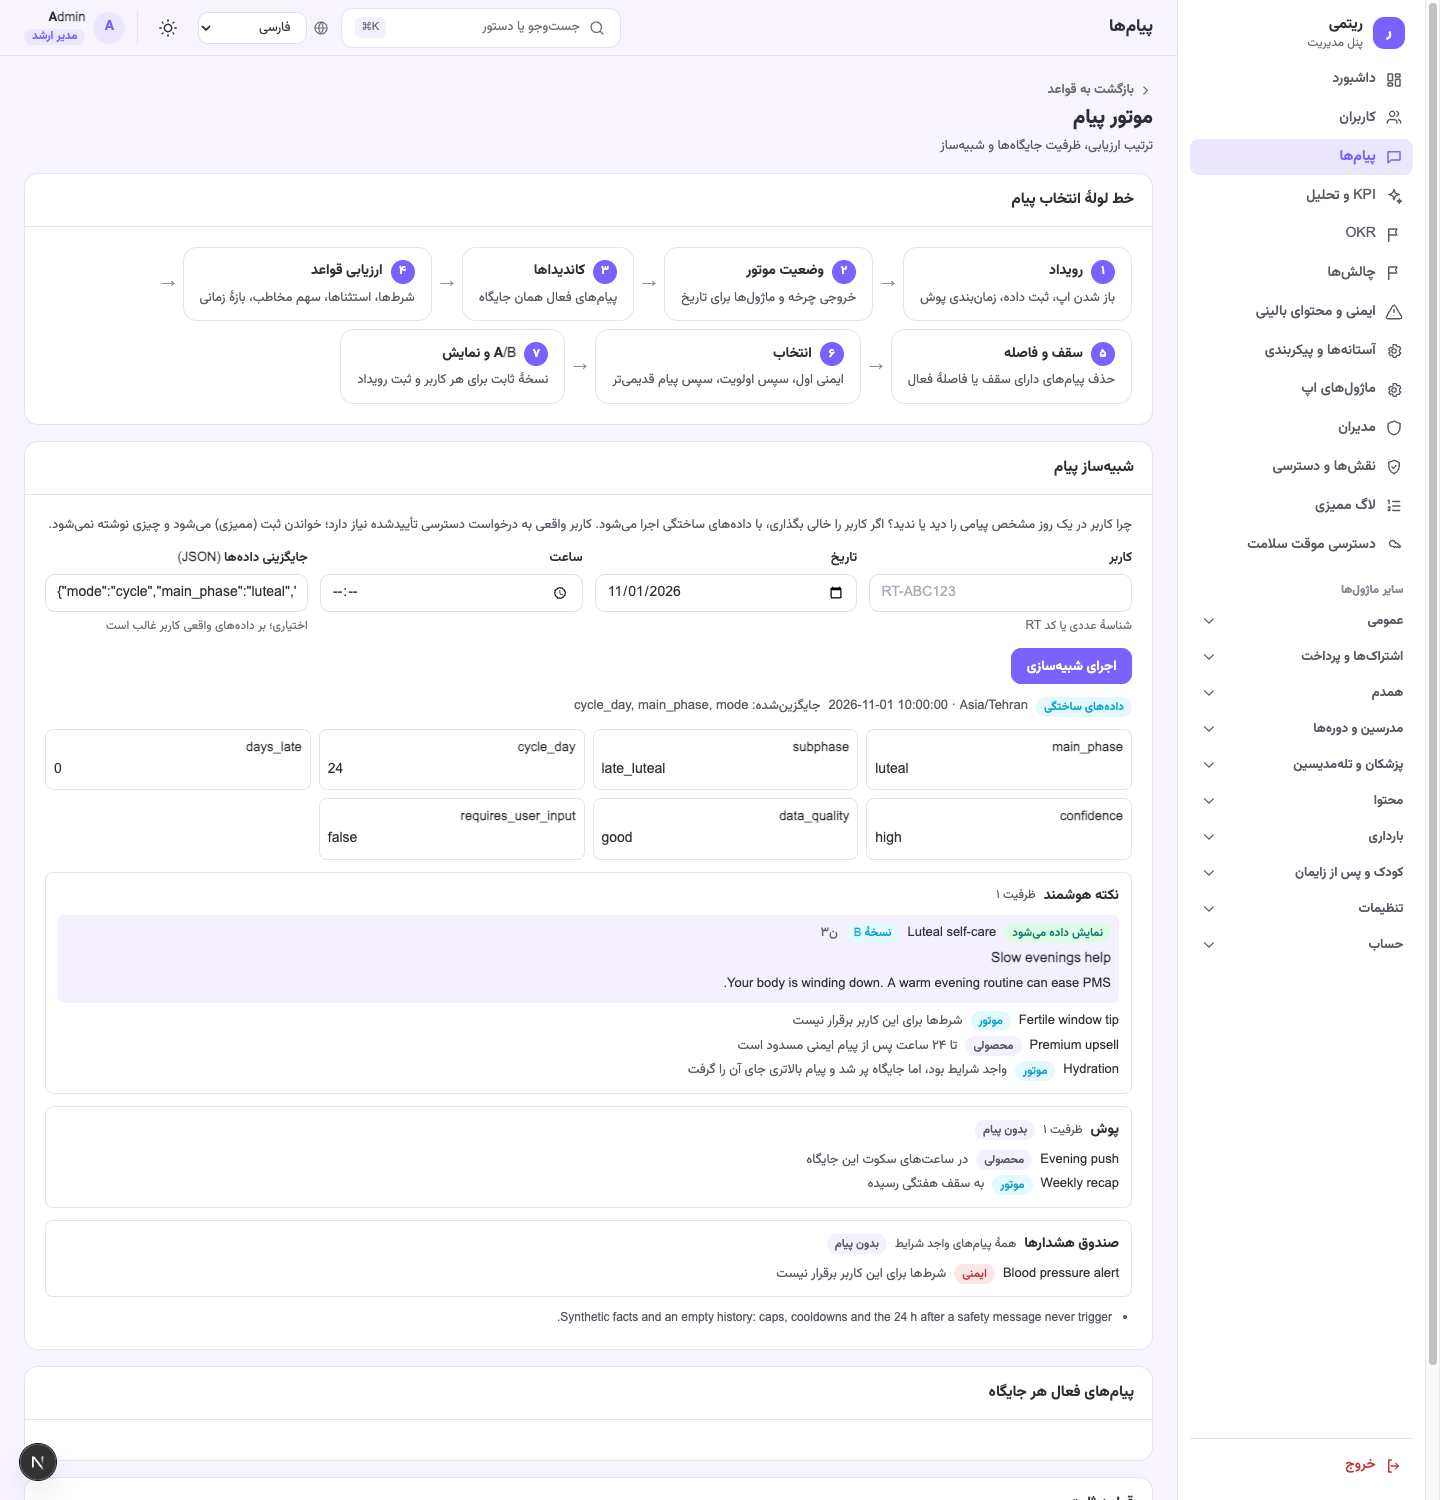 ر
ریتمی
پنل مدیریت
داشبورد
کاربران
پیام‌ها
KPI و تحلیل
OKR
چالش‌ها
ایمنی و محتوای بالینی
آستانه‌ها و پیکربندی
ماژول‌های اپ
مدیران
نقش‌ها و دسترسی
لاگ ممیزی
دسترسی موقت سلامت
سایر ماژول‌ها
عمومی
اشتراک‌ها و پرداخت
همدم
مدرسین و دوره‌ها
پزشکان و تله‌مدیسین
محتوا
بارداری
کودک و پس از زایمان
تنظیمات
حساب
خروج
پیام‌ها
جست‌وجو یا دستور
⌘K
فارسی
A
Admin
مدیر ارشد
بازگشت به قواعد
موتور پیام
ترتیب ارزیابی، ظرفیت جایگاه‌ها و شبیه‌ساز
خط لولهٔ انتخاب پیام
۱ رویداد
باز شدن اپ، ثبت داده، زمان‌بندی پوش
→
۲ وضعیت موتور
خروجی چرخه و ماژول‌ها برای تاریخ
→
۳ کاندیداها
پیام‌های فعال همان جایگاه
→
۴ ارزیابی قواعد
شرط‌ها، استثناها، سهم مخاطب، بازهٔ زمانی
→
۵ سقف و فاصله
حذف پیام‌های دارای سقف یا فاصلهٔ فعال
→
۶ انتخاب
ایمنی اول، سپس اولویت، سپس پیام قدیمی‌تر
→
۷ A/B و نمایش
نسخهٔ ثابت برای هر کاربر و ثبت رویداد
شبیه‌ساز پیام
چرا کاربر در یک روز مشخص پیامی را دید یا ندید؟ اگر کاربر را خالی بگذاری، با داده‌های ساختگی اجرا می‌شود. کاربر واقعی به درخواست دسترسی تأییدشده نیاز دارد؛ خواندن ثبت (ممیزی) می‌شود و چیزی نوشته نمی‌شود.
کاربر
RT-ABC123
شناسهٔ عددی یا کد RT
تاریخ
11/01/2026
ساعت
--:--
جایگزینی داده‌ها (JSON)
{"mode":"cycle","main_phase":"luteal","
اختیاری؛ بر داده‌های واقعی کاربر غالب است
اجرای شبیه‌سازی
داده‌های ساختگی 2026-11-01 10:00:00 · Asia/Tehran جایگزین‌شده: cycle_day, main_phase, mode
main_phase
luteal
subphase
late_luteal
cycle_day
24
days_late
0
confidence
high
data_quality
good
requires_user_input
false
نکته هوشمند ظرفیت ۱
نمایش داده می‌شود Luteal self-care نسخهٔ B ن۳
Slow evenings help
Your body is winding down. A warm evening routine can ease PMS.
Fertile window tip موتور شرط‌ها برای این کاربر برقرار نیست
Premium upsell محصولی تا ۲۴ ساعت پس از پیام ایمنی مسدود است
Hydration موتور واجد شرایط بود، اما جایگاه پر شد و پیام بالاتری جای آن را گرفت
پوش ظرفیت ۱ بدون پیام
Evening push محصولی در ساعت‌های سکوت این جایگاه
Weekly recap موتور به سقف هفتگی رسیده
صندوق هشدارها همهٔ پیام‌های واجد شرایط بدون پیام
Blood pressure alert ایمنی شرط‌ها برای این کاربر برقرار نیست
• Synthetic facts and an empty history: caps, cooldowns and the 24 h after a safety message never trigger.
پیام‌های فعال هر جایگاه
N